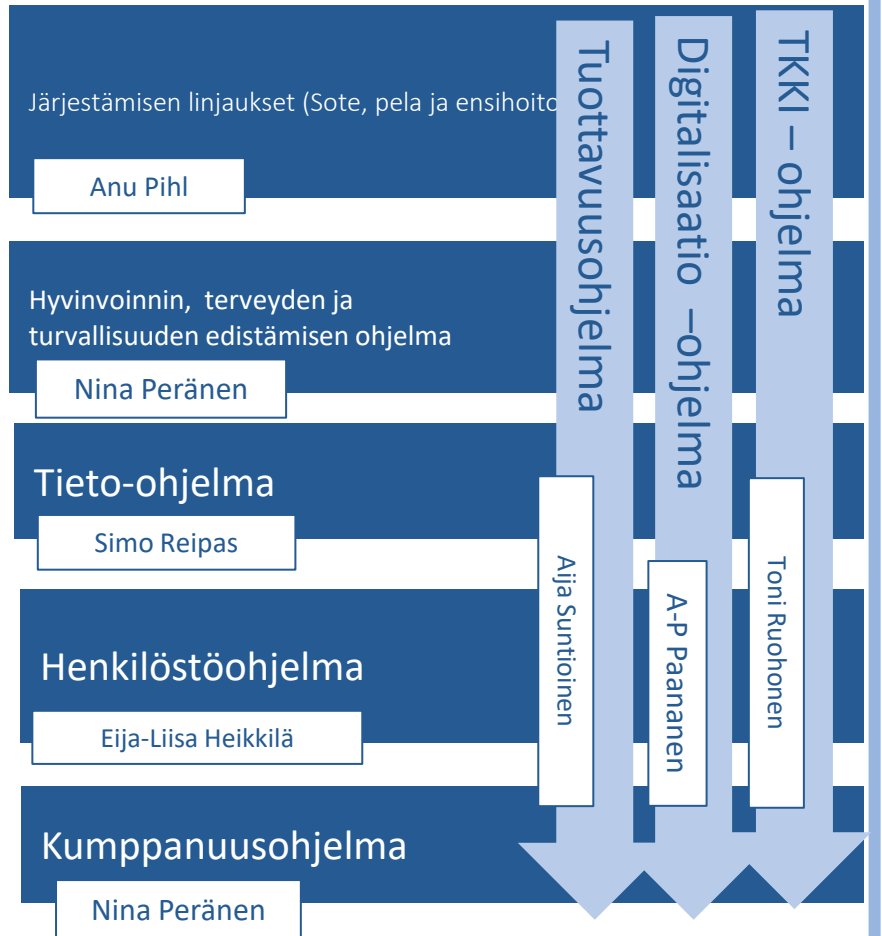 Järjestämisen linjaukset (Sote, pela ja ensihoito
Anu Pihl
Hyvinvoinnin, terveyden ja
turvallisuuden edistämisen ohjelma
Nina Peränen
Tieto-ohjelma
Simo Reipas
Henkilöstöohjelma
Eija-Liisa Heikkilä
Kumppanuusohjelma
Nina Peränen
Tuottavuusohjelma
Aija Suntioinen
Digitalisaatio –ohjelma
A-P Paananen
TKKI – ohjelma
Toni Ruohonen